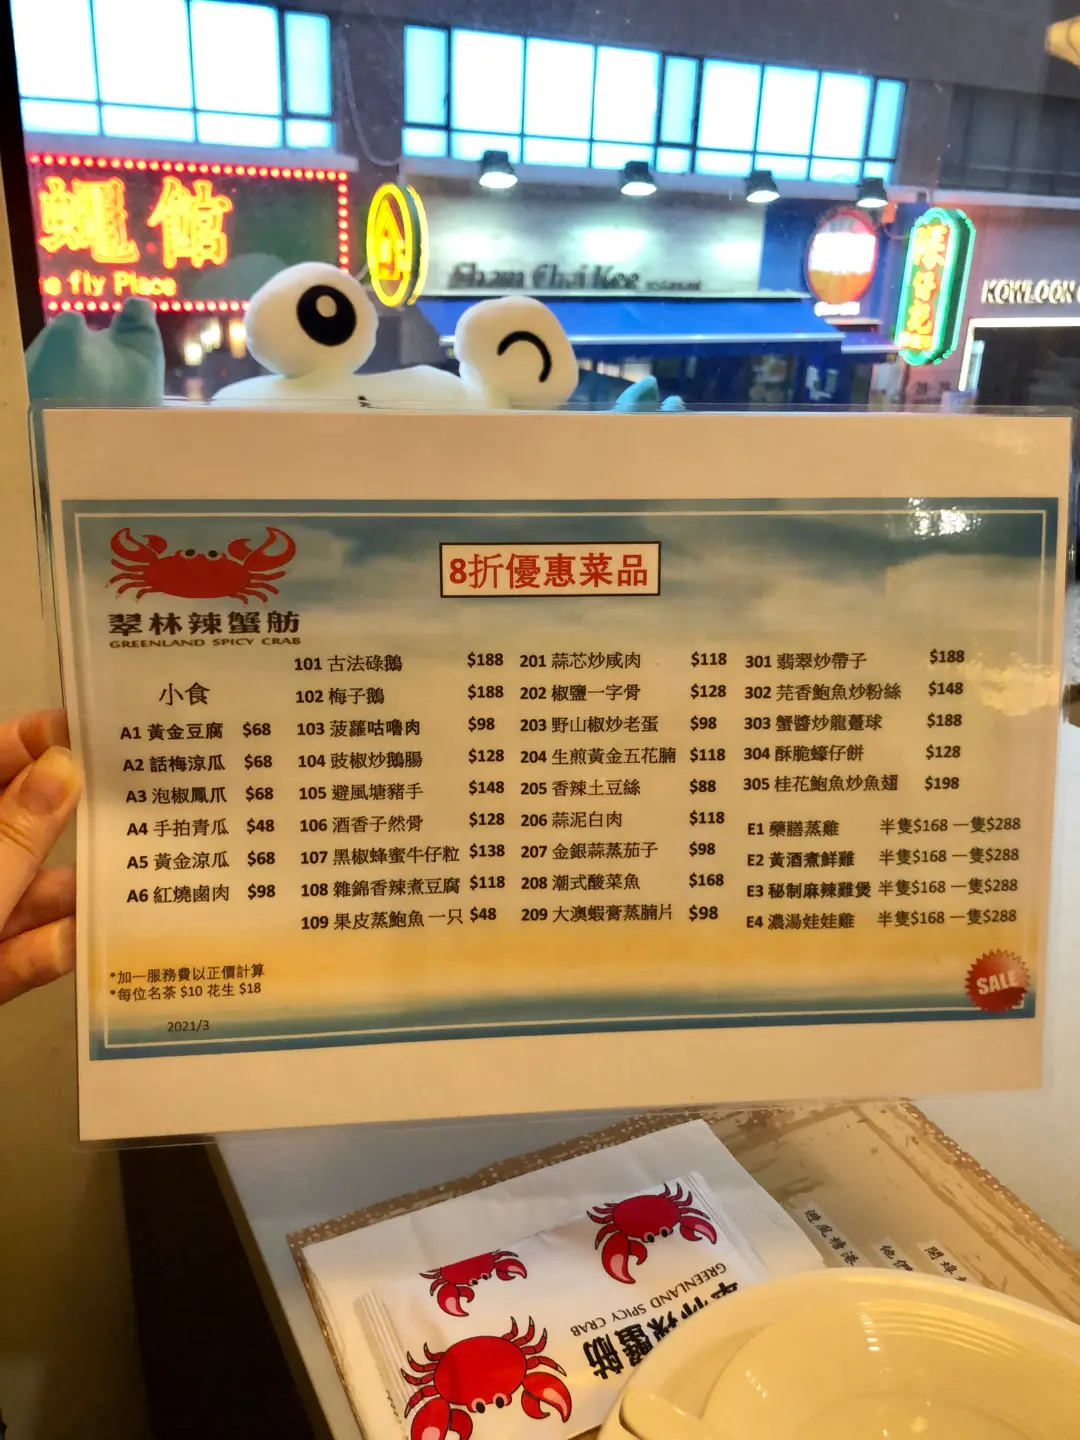 蠅館
e fly Place
Sham Chai Kee
KOWLOON
8折優惠菜品
翠林辣蟹舫
GREENLAND SPICY CRAB
小食
A1 黃金豆腐 $68
A2 話梅涼瓜 $68
A3 泡椒鳳爪 $68
A4 手拍青瓜 $48
A5 黃金涼瓜 $68
A6 紅燒鹵肉 $98
101 古法碌鵝 $188
102 梅子鵝 $188
103 菠蘿咕嚕肉 $98
104 豉椒炒鵝腸 $128
105 避風塘豬手 $148
106 酒香子然骨 $128
107 黑椒蜂蜜牛仔粒 $138
108 雜錦香辣煮豆腐 $118
109 果皮蒸鮑魚 一只 $48
201 蒜芯炒咸肉 $118
202 椒鹽一字骨 $128
203 野山椒炒老蛋 $98
204 生煎黃金五花腩 $118
205 香辣土豆絲 $88
206 蒜泥白肉 $118
207 金銀蒜蒸茄子 $98
208 潮式酸菜魚 $168
209 大澳蝦膏蒸腩片 $98
301 翡翠炒帶子 $188
302 芫香鮑魚炒粉絲 $148
303 蟹醬炒龍躉球 $188
304 酥脆蠔仔餅 $128
305 桂花鮑魚炒魚翅 $198
E1 藥膳蒸雞 半隻$168 一隻$288
E2 黃酒煮鮮雞 半隻$168 一隻$288
E3 秘制麻辣雞煲 半隻$168 一隻$288
E4 濃湯娃娃雞 半隻$168 一隻$288
*加一服務費以正價計算
*每位名茶 $10 花生 $18
2021/3
SALE
GREENLAND SPICY CRAB
蟹舫
避風塘港
他們